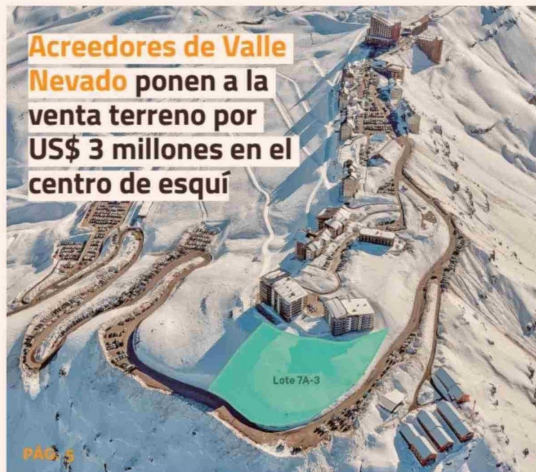 Acreedores de Valle
Nevado ponen a la
venta terreno por
US$ 3 millones en el
centro de esquí
Lote 7A-3
PÁG. 5